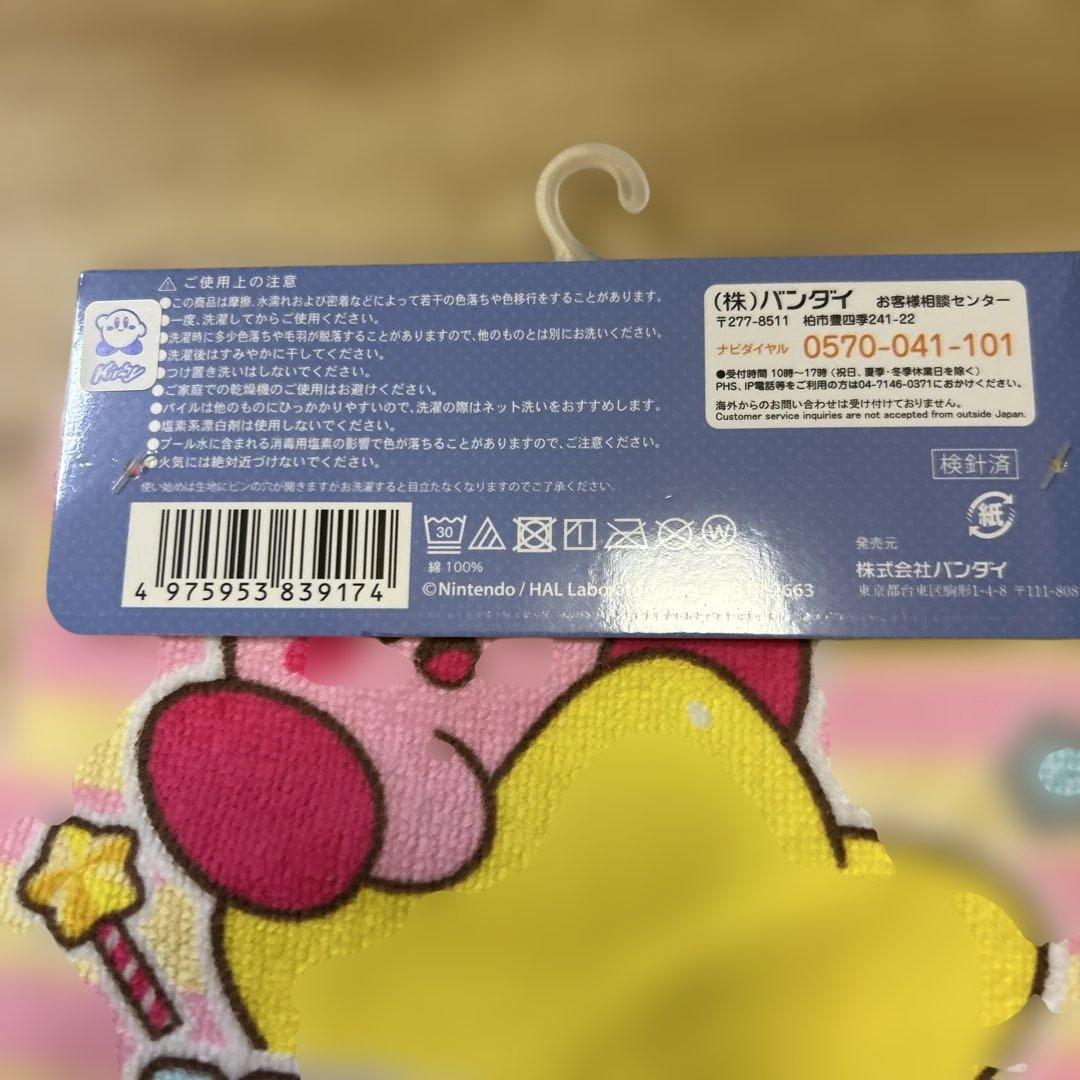 ご使用上の注意
●この商品は摩擦、水濡れおよび密着などによって若干の色落ちや色移行をすることがあります。
●一度、洗濯してからご使用ください。
●洗濯時に多少色落ちや毛羽が脱落することがありますので、他のものとは別にお洗いください。
●洗濯後はすみやかに干してください。
●つけ置き洗いはしないでください。
●ご家庭での乾燥機のご使用はお避けください。
●パイルは他のものにひっかかりやすいので、洗濯の際はネット洗いをおすすめします。
●塩素系漂白剤は使用しないでください。
●プール水に含まれる消毒用塩素の影響で色が落ちることがありますので、ご注意ください。
●火気には絶対近づけないでください。
使い始めは生地にピンの穴が開きますがお洗濯すると目立たなくなりますのでご了承ください。
Kirby
4 975953 839174
30
W
綿 100%
©Nintendo / HAL
663
(株)バンダイ お客様相談センター
〒277-8511 柏市豊四季241-22
ナビダイヤル 0570-041-101
●受付時間 10時〜17時 (祝日、夏季・冬季休業日を除く)
PHS、IP電話等をご利用の方は04-7146-0371におかけください。
海外からのお問い合わせは受け付けておりません。
Customer service inquiries are not accepted from outside Japan.
検針済
紙
発売元
株式会社バンダイ
東京都台東区駒形1-4-8 〒111-808